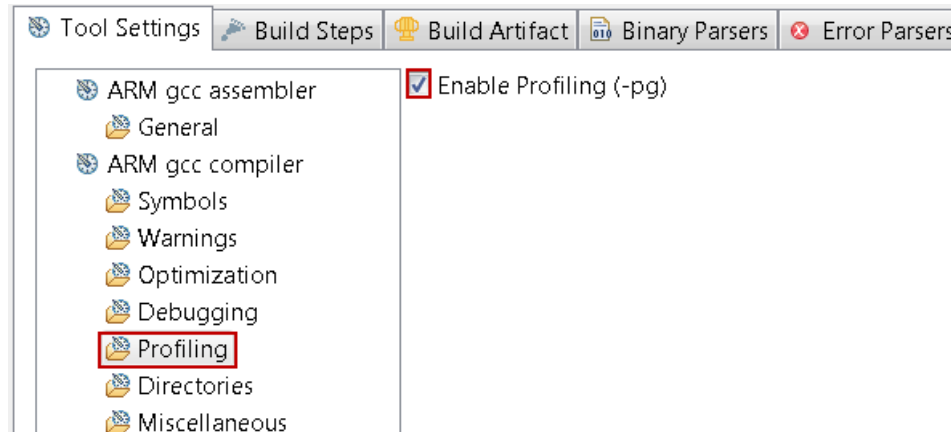 Tool Settings Build Steps Build Artifact Binary Parsers Error Parsers
ARM gcc assembler
Enable Profiling (-pg)
General
ARM gcc compiler
Symbols
Warnings
Optimization
Debugging
Profiling
Directories
Miscellaneous